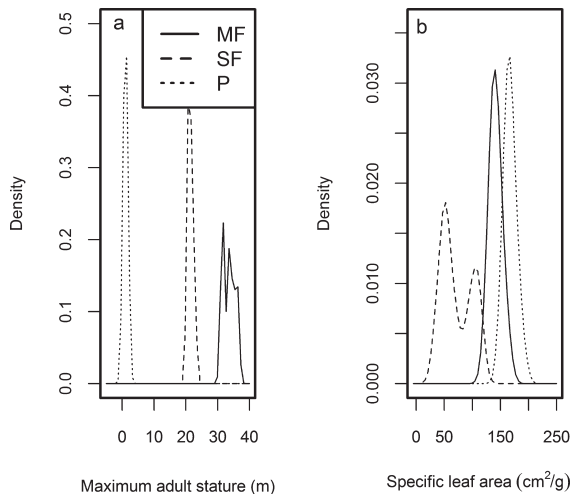 a
MF
SF
P
0.5
0.4
0.3
0.2
0.1
0.0
Density
0 10 20 30 40
Maximum adult stature (m)
b
0.030
0.020
0.010
0.000
Density
0 50 150 250
Specific leaf area (cm²/g)